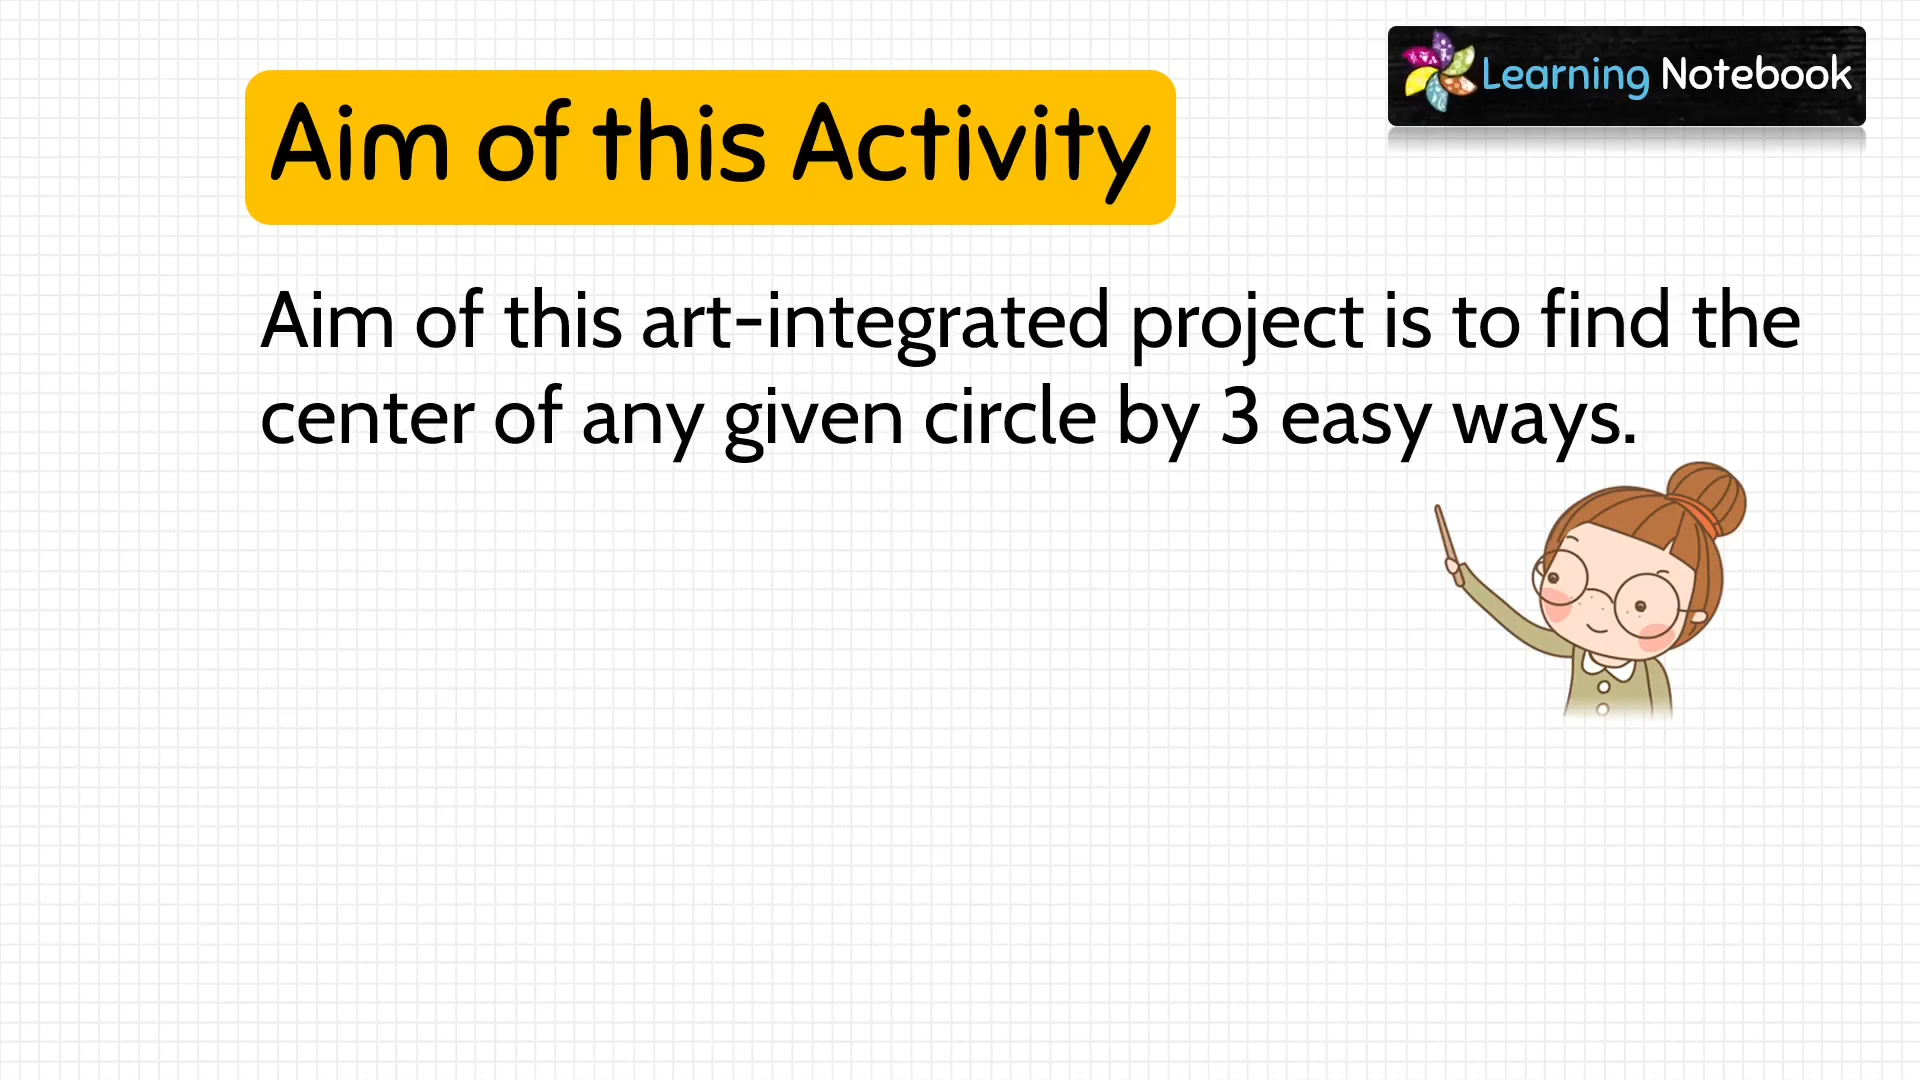 Learning Notebook
Aim of this Activity
Aim of this art-integrated project is to find the
center of any given circle by 3 easy ways.